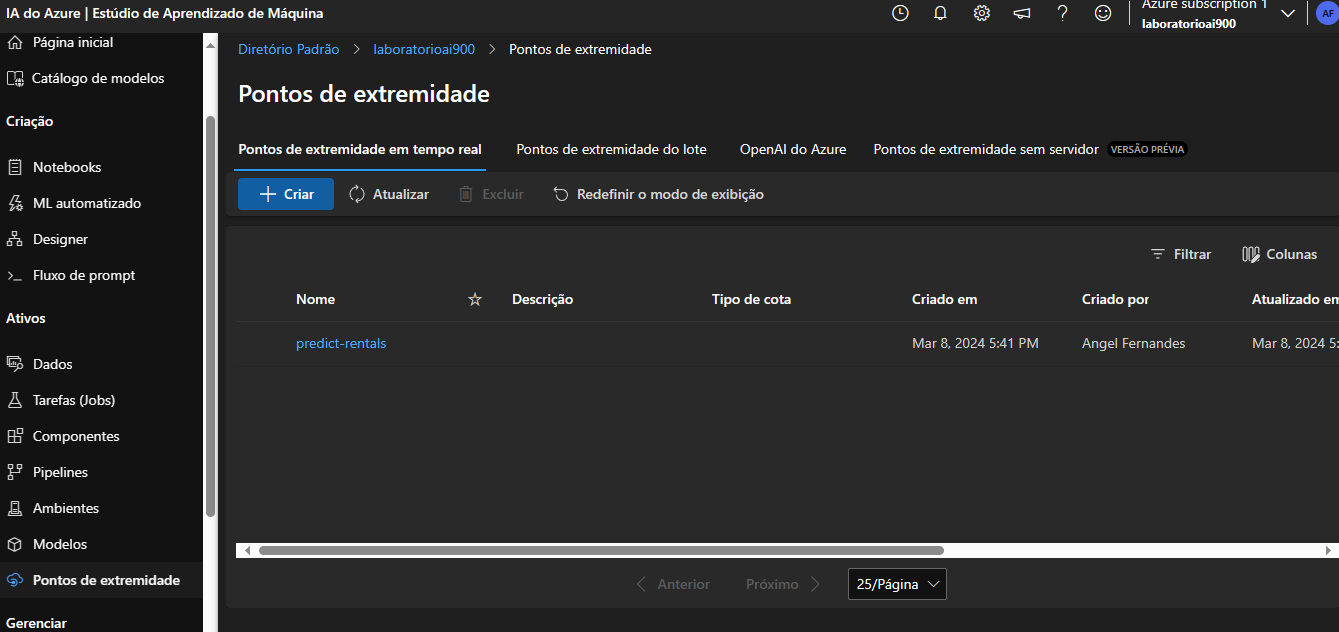 IA do Azure | Estúdio de Aprendizado de Máquina
Azure subscription 1
laboratorioai900
AF
Página inicial
Catálogo de modelos
Criação
Notebooks
ML automatizado
Designer
Fluxo de prompt
Ativos
Dados
Tarefas (Jobs)
Componentes
Pipelines
Ambientes
Modelos
Pontos de extremidade
Gerenciar
Diretório Padrão > laboratorioai900 > Pontos de extremidade
Pontos de extremidade
Pontos de extremidade em tempo real Pontos de extremidade do lote OpenAI do Azure Pontos de extremidade sem servidor VERSÃO PRÉVIA
Criar Atualizar Excluir Redefinir o modo de exibição
Filtrar Colunas
Nome Descrição Tipo de cota Criado em Criado por Atualizado em
predict-rentals Mar 8, 2024 5:41 PM Angel Fernandes Mar 8, 2024 5:
Anterior Próximo 25/Página